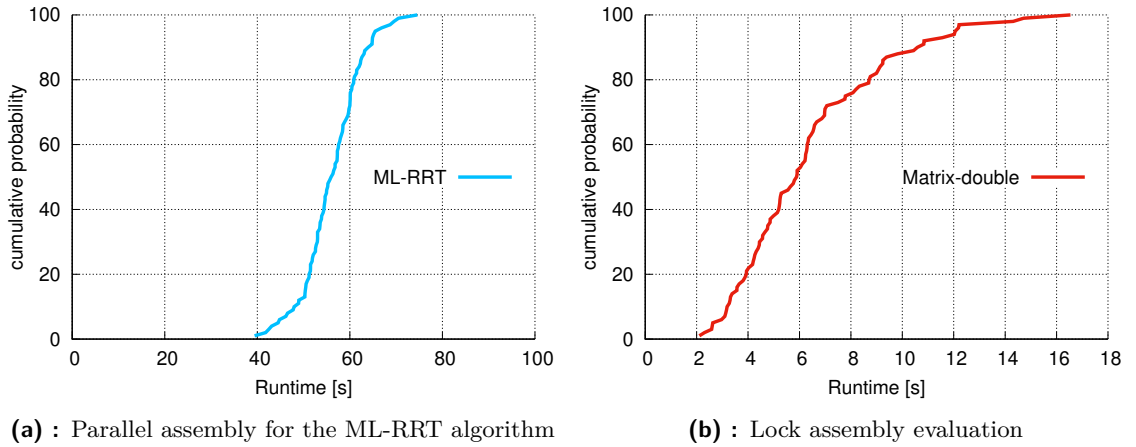 100
80
60
40
20
0
cumulative probability
ML-RRT
0 20 40 60 80 100
Runtime [s]
(a) : Parallel assembly for the ML-RRT algorithm
100
80
60
40
20
0
cumulative probability
Matrix-double
0 2 4 6 8 10 12 14 16 18
Runtime [s]
(b) : Lock assembly evaluation